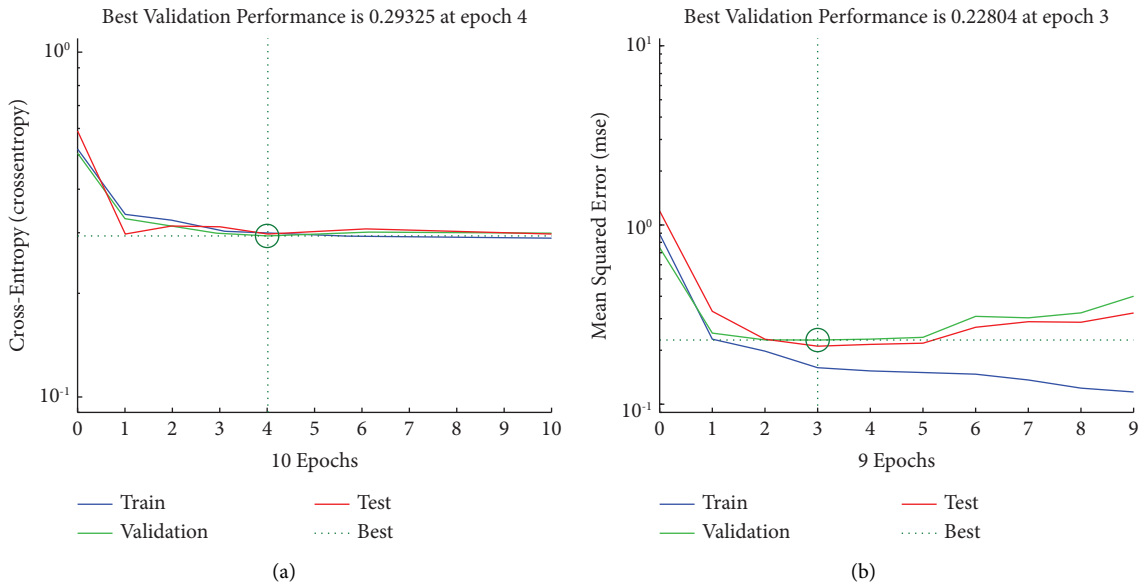 Best Validation Performance is 0.29325 at epoch 4
10^0
10^-1
Cross-Entropy (crossentropy)
0 1 2 3 4 5 6 7 8 9 10
10 Epochs
Train
Test
Validation
Best
(a)
Best Validation Performance is 0.22804 at epoch 3
10^1
10^0
10^-1
Mean Squared Error (mse)
0 1 2 3 4 5 6 7 8 9
9 Epochs
Train
Test
Validation
Best
(b)